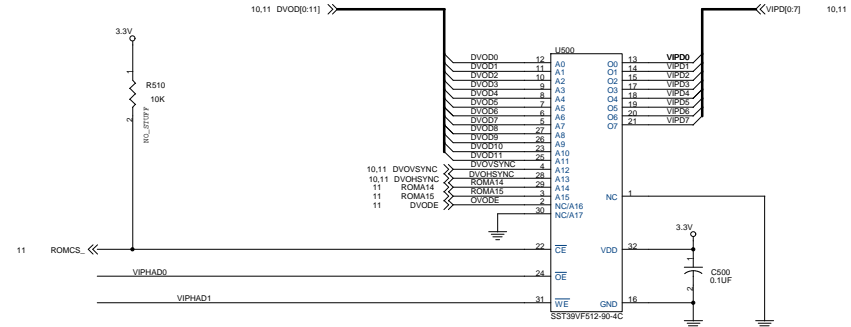 10,11 DVOD[0:11]
VIPD[0:7] 10,11
3.3V
1
R510
10K
2
NO_STUFF
U500
DVOD0 12 A0 O0 13 VIPD0
DVOD1 11 A1 O1 14 VIPD1
DVOD2 10 A2 O2 15 VIPD2
DVOD3 9 A3 O3 17 VIPD3
DVOD4 8 A4 O4 18 VIPD4
DVOD5 7 A5 O5 19 VIPD5
DVOD6 6 A6 O6 20 VIPD6
DVOD7 5 A7 O7 21 VIPD7
DVOD8 27 A8
DVOD9 26 A9
DVOD10 23 A10
DVOD11 25 A11
10,11 DVOVSYNC 4 A12
10,11 DVOHSYNC DVOHSYNC 28 A13
11 ROMA14 ROMA14 29 A14
11 ROMA15 ROMA15 3 A15 NC 1
11 DVODE OVODE 2 NC/A16
30 NC/A17
3.3V
11 ROMCS_ 22 CE VDD 32
1
C500
0.1UF
2
VIPHAD0 24 OE
VIPHAD1 31 WE GND 16
SST39VF512-90-4C